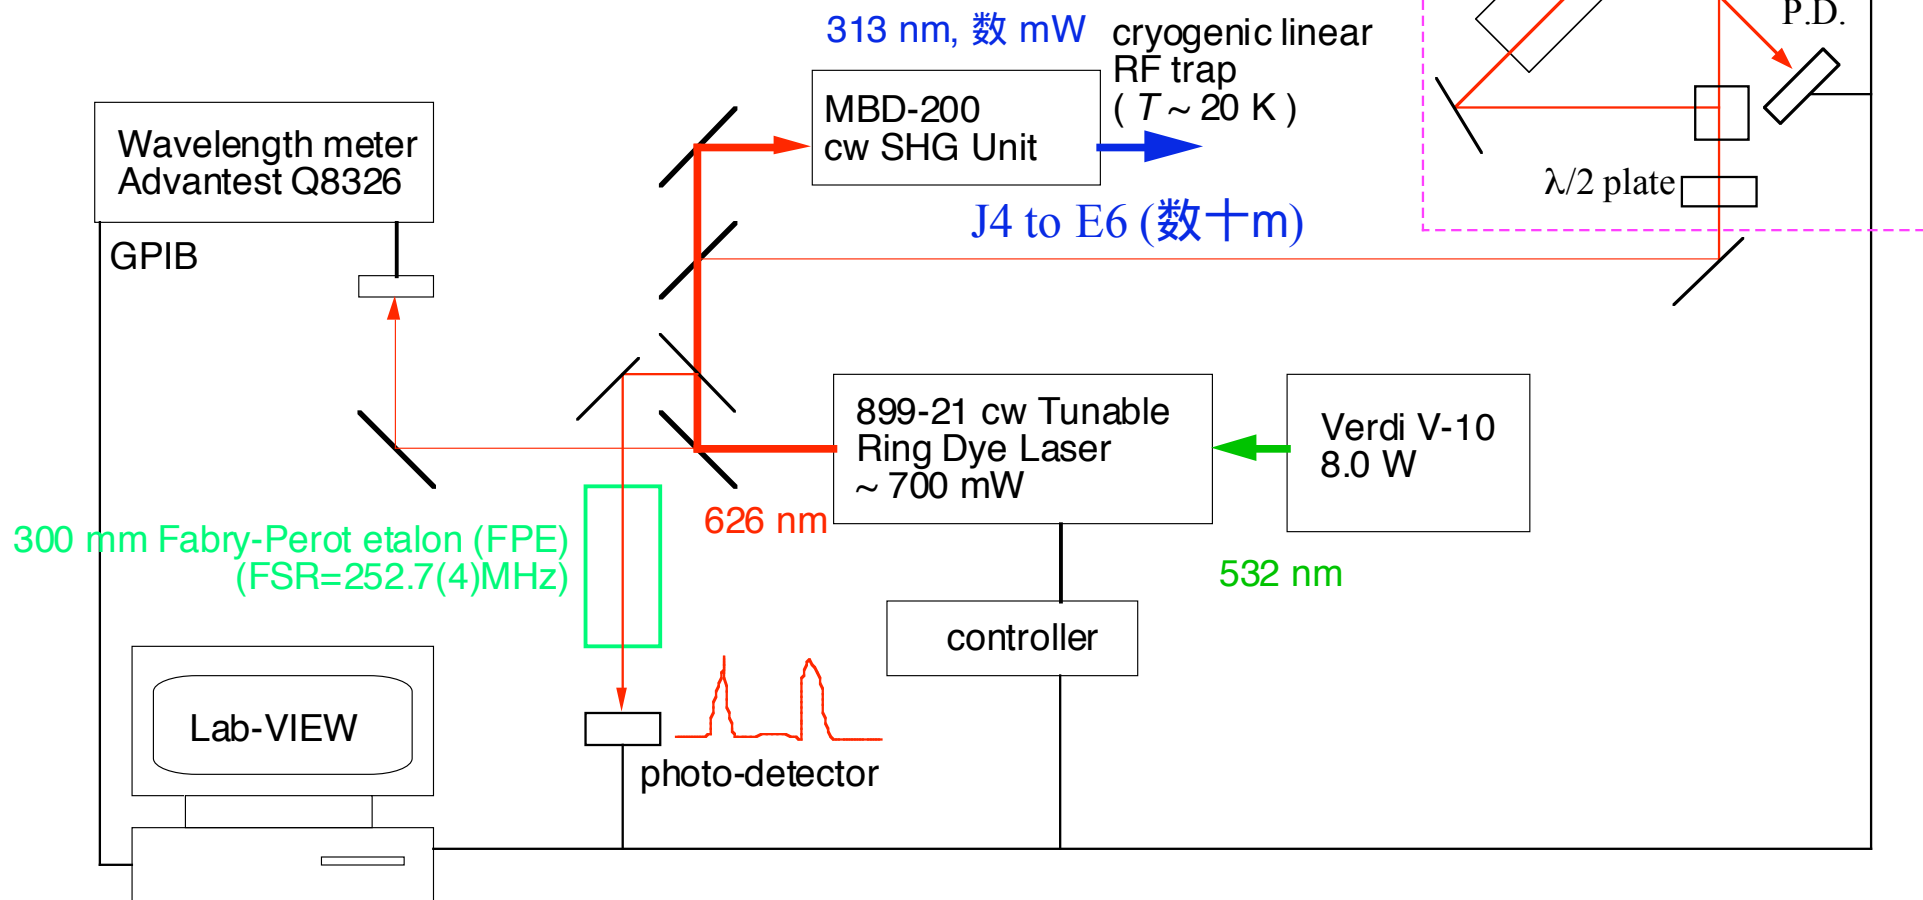 313 nm, 数 mW
cryogenic linear
RF trap
( T ~ 20 K )
P.D.
MBD-200
cw SHG Unit
Wavelength meter
Advantest Q8326
λ/2 plate
J4 to E6 (数十m)
GPIB
899-21 cw Tunable
Ring Dye Laser
~ 700 mW
Verdi V-10
8.0 W
626 nm
300 mm Fabry-Perot etalon (FPE)
(FSR=252.7(4)MHz)
532 nm
controller
Lab-VIEW
photo-detector